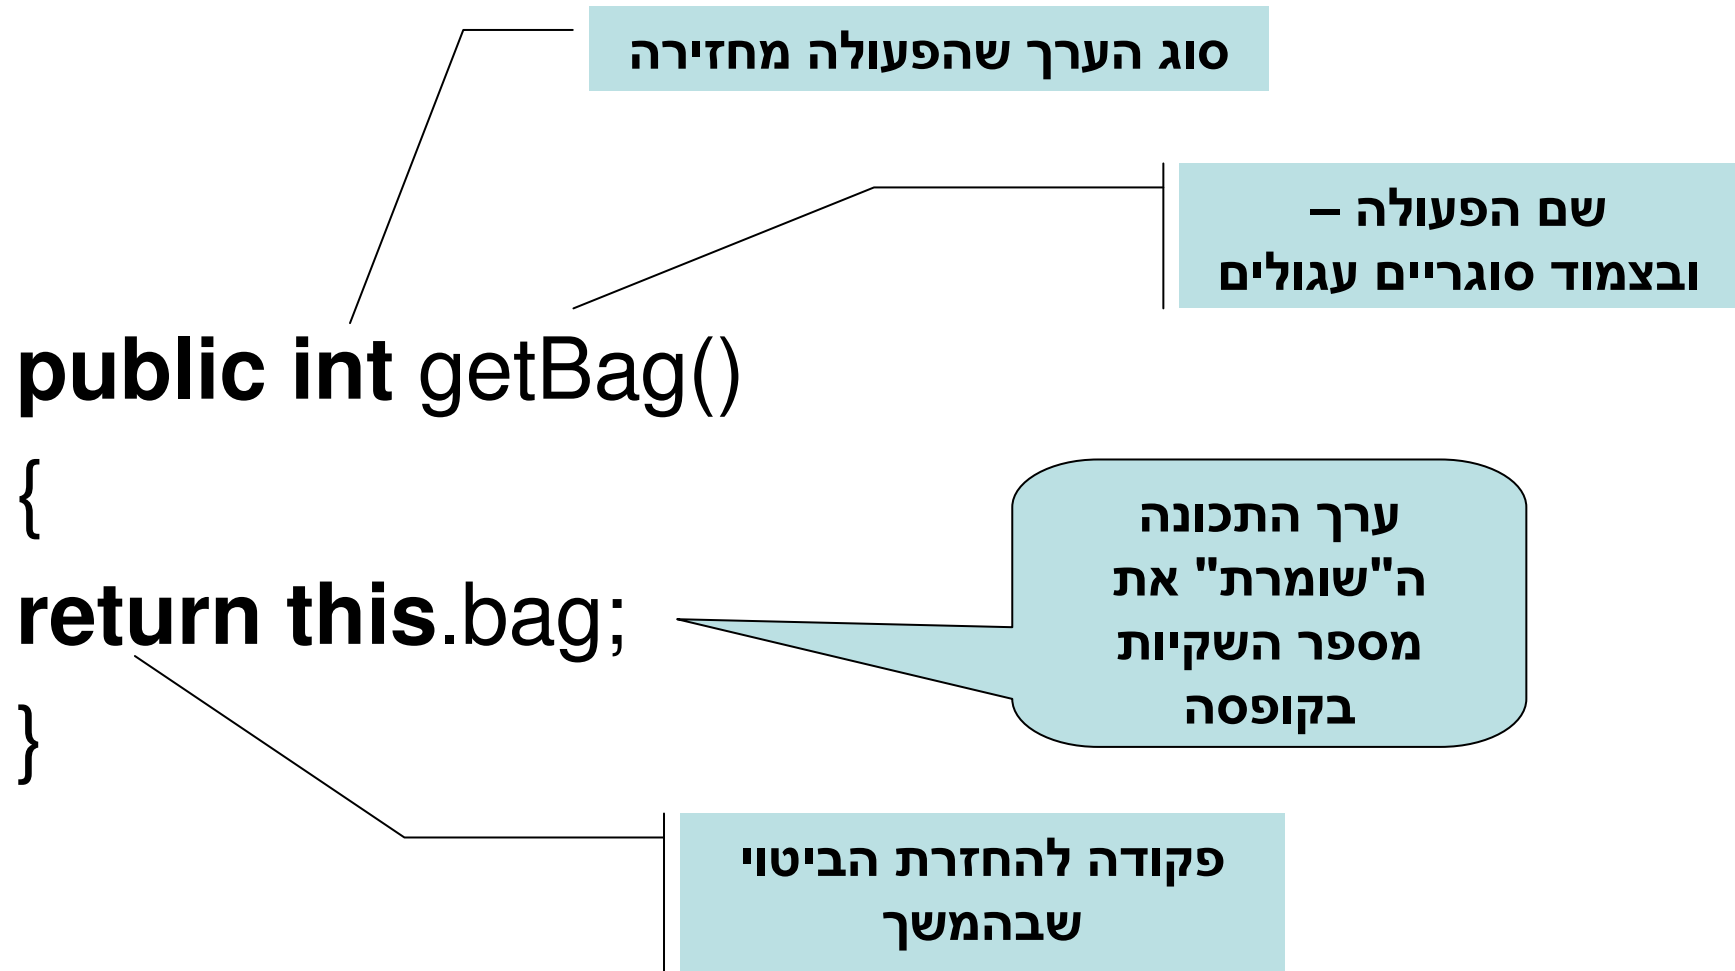 סוג הערך שהפעולה מחזירה
שם הפעולה –
ובצמוד סוגריים עגולים
public int getBag()
{
return this.bag;
}
ערך התכונה
ה"שומרת" את
מספר השקיות
בקופסה
פקודה להחזרת הביטוי
שבהמשך